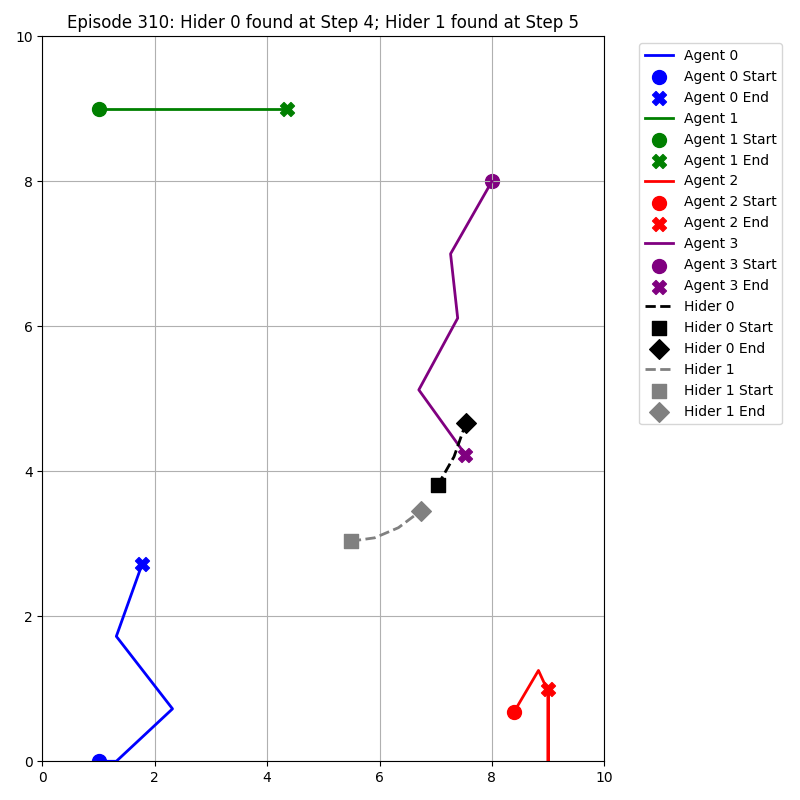 Episode 310: Hider 0 found at Step 4; Hider 1 found at Step 5
10
8
6
4
2
0
0 2 4 6 8 10
Agent 0
Agent 0 Start
Agent 0 End
Agent 1
Agent 1 Start
Agent 1 End
Agent 2
Agent 2 Start
Agent 2 End
Agent 3
Agent 3 Start
Agent 3 End
Hider 0
Hider 0 Start
Hider 0 End
Hider 1
Hider 1 Start
Hider 1 End